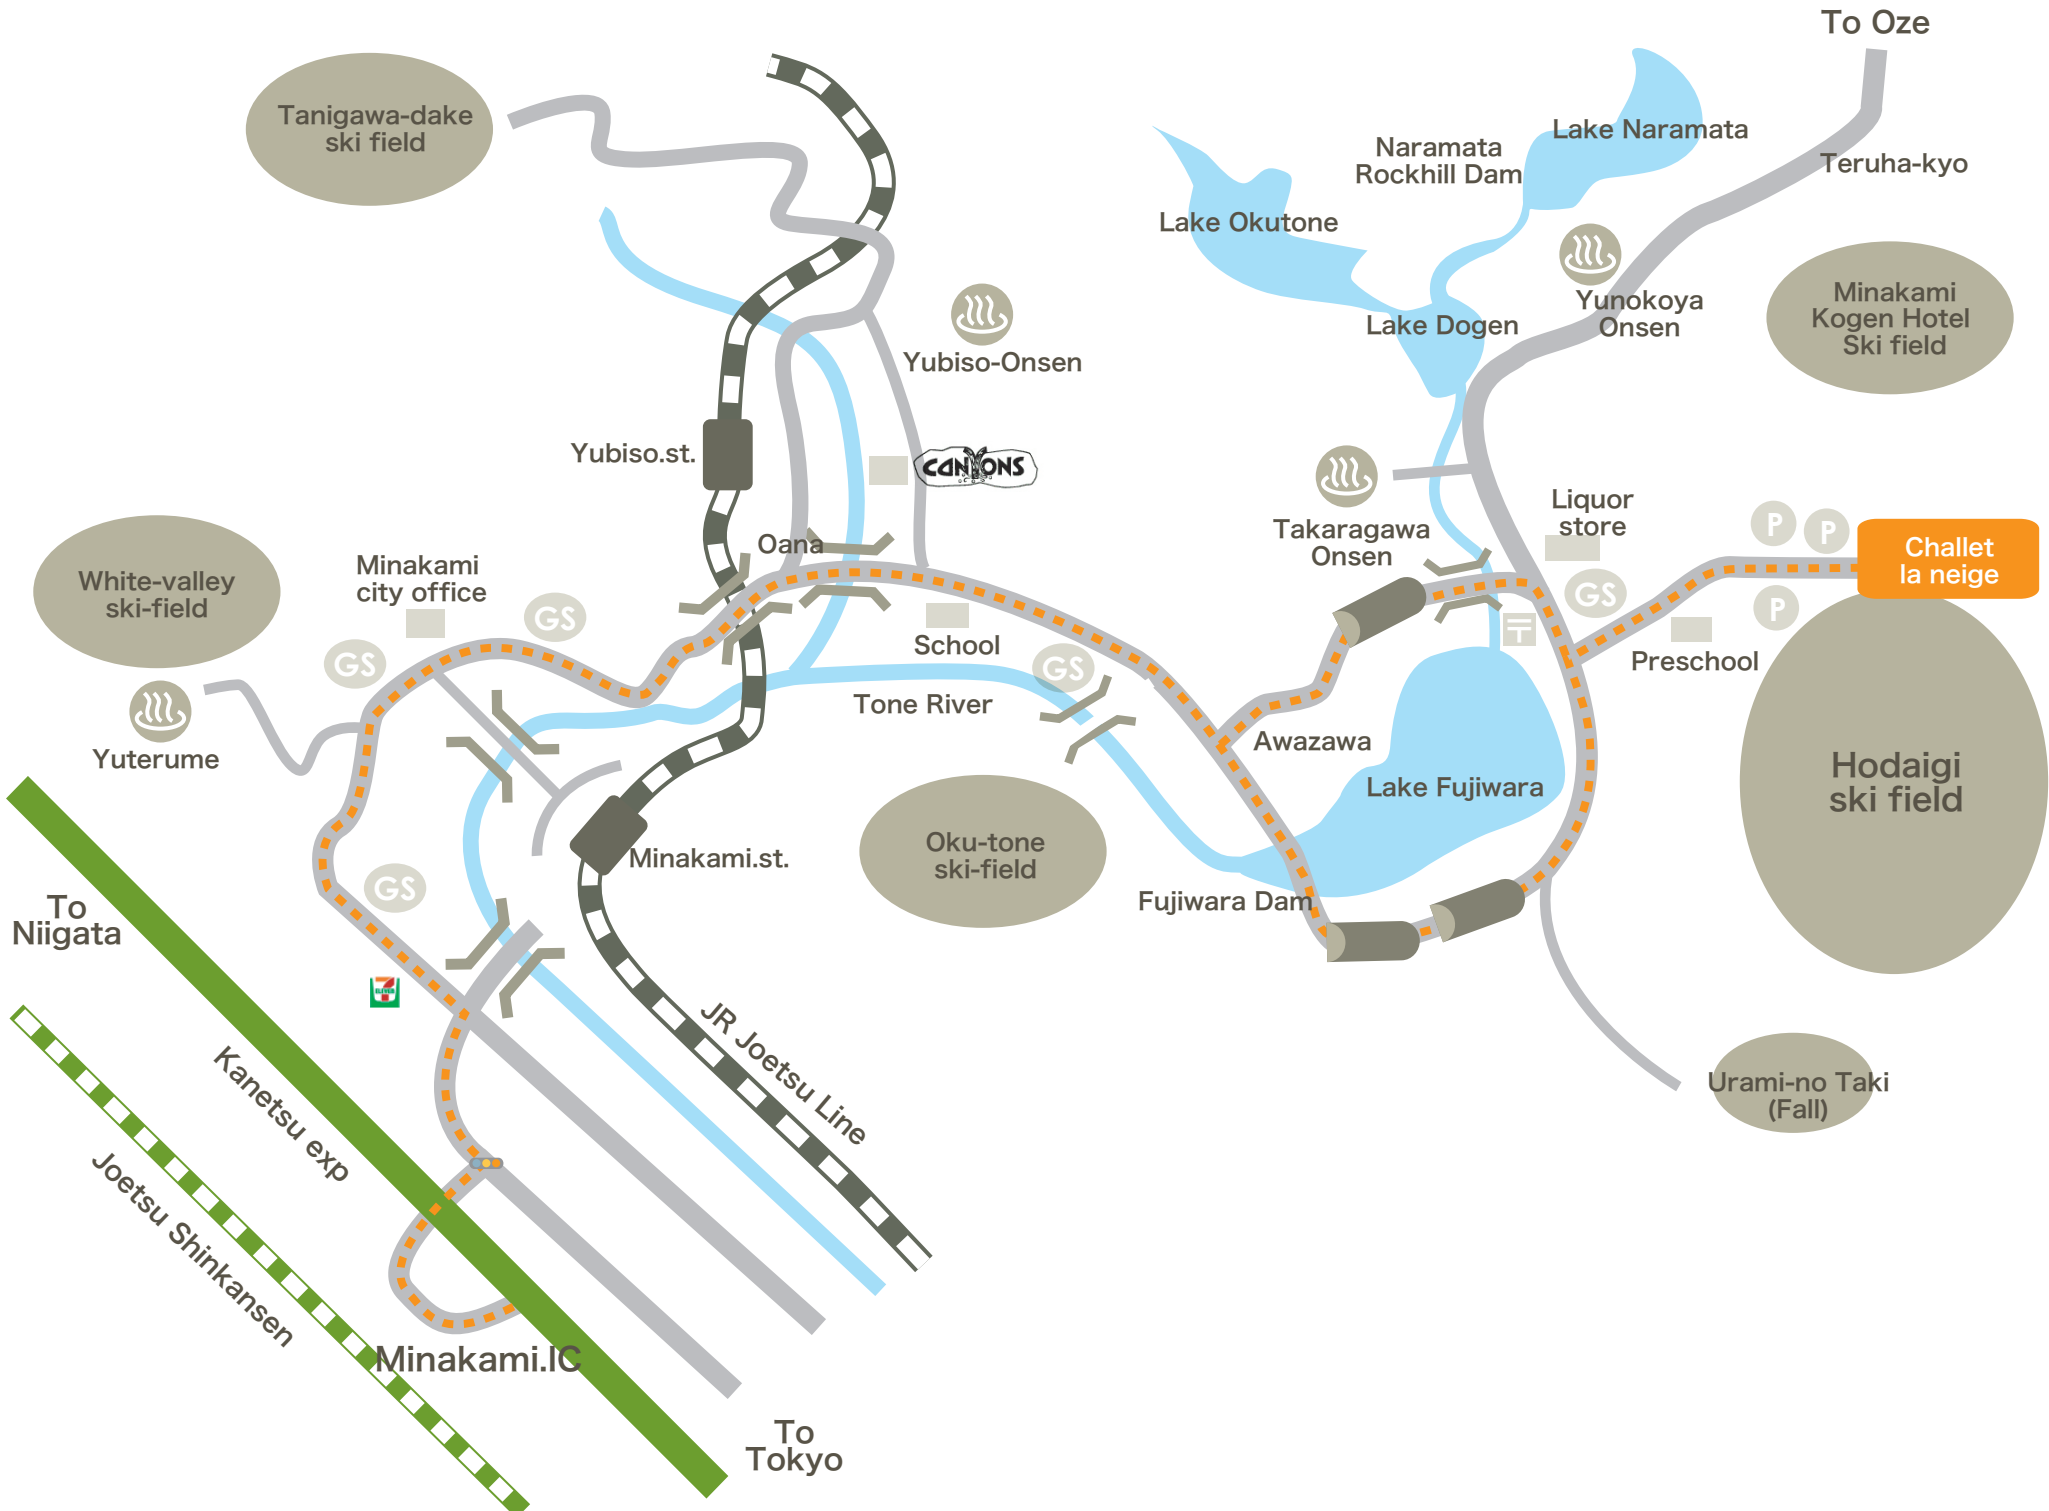 To Oze
Tanigawa-dake
ski field
Lake Naramata
Naramata
Rockhill Dam
Teruha-kyo
Lake Okutone
Minakami
Kogen Hotel
Ski field
Yunokoya
Onsen
Lake Dogen
Yubiso-Onsen
Yubiso.st.
CANYONS
Takaragawa
Onsen
Liquor
store
P
P
Challet
la neige
Oana
White-valley
ski-field
Minakami
city office
GS
GS
GS
P
〒
School
GS
Preschool
Tone River
Awazawa
Yuterume
Lake Fujiwara
Hodaigi
ski field
Oku-tone
ski-field
Minakami.st.
GS
Fujiwara Dam
To
Niigata
7
ELEVEN
JR Joetsu Line
Kanetsu exp
Urami-no Taki
(Fall)
Joetsu Shinkansen
Minakami.IC
To
Tokyo